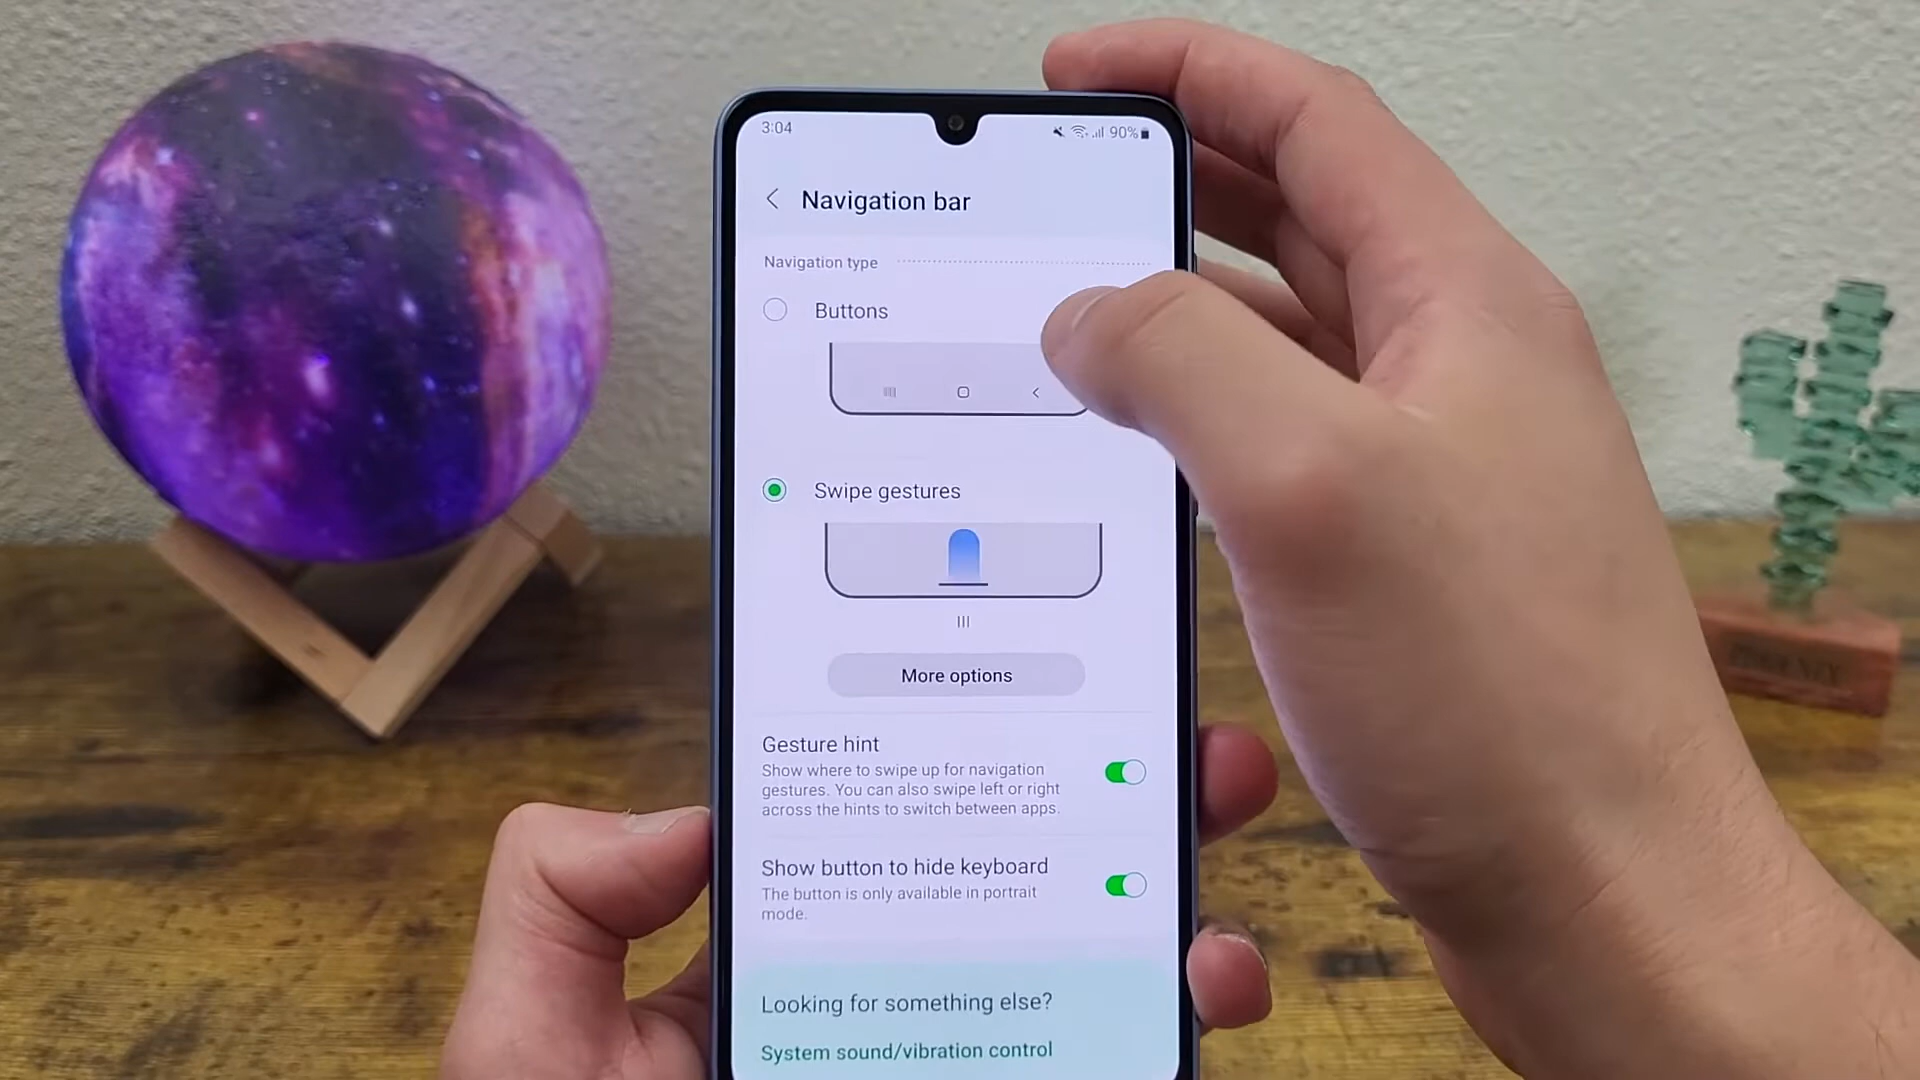 3:04
90%
Navigation bar
Navigation type
Buttons
Swipe gestures
More options
Gesture hint
Show where to swipe up for navigation
gestures. You can also swipe left or right
across the hints to switch between apps.
Show button to hide keyboard
The button is only available in portrait
mode.
Looking for something else?
System sound/vibration control